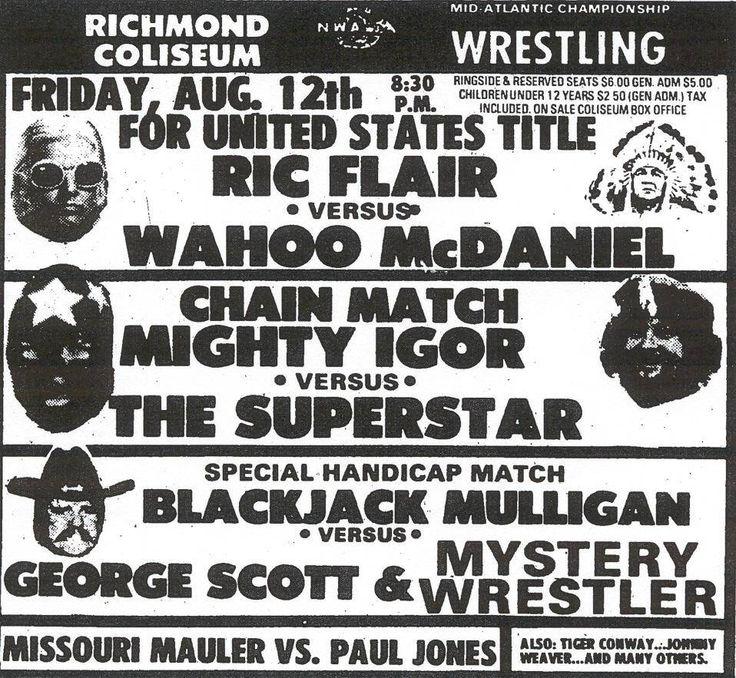 RICHMOND
COLISEUM
NWA
MID-ATLANTIC CHAMPIONSHIP
WRESTLING
FRIDAY, AUG. 12th 8:30
P.M.
RINGSIDE & RESERVED SEATS $6.00 GEN. ADM $5.00
CHILDREN UNDER 12 YEARS $2 50 (GEN ADM.) TAX
INCLUDED. ON SALE COLISEUM BOX OFFICE
FOR UNITED STATES TITLE
RIC FLAIR
• VERSUS •
WAHOO McDANIEL
CHAIN MATCH
MIGHTY IGOR
• VERSUS •
THE SUPERSTAR
SPECIAL HANDICAP MATCH
BLACKJACK MULLIGAN
• VERSUS •
GEORGE SCOTT & MYSTERY
WRESTLER
MISSOURI MAULER VS. PAUL JONES
ALSO: TIGER CONWAY...JOHNNY
WEAVER...AND MANY OTHERS.